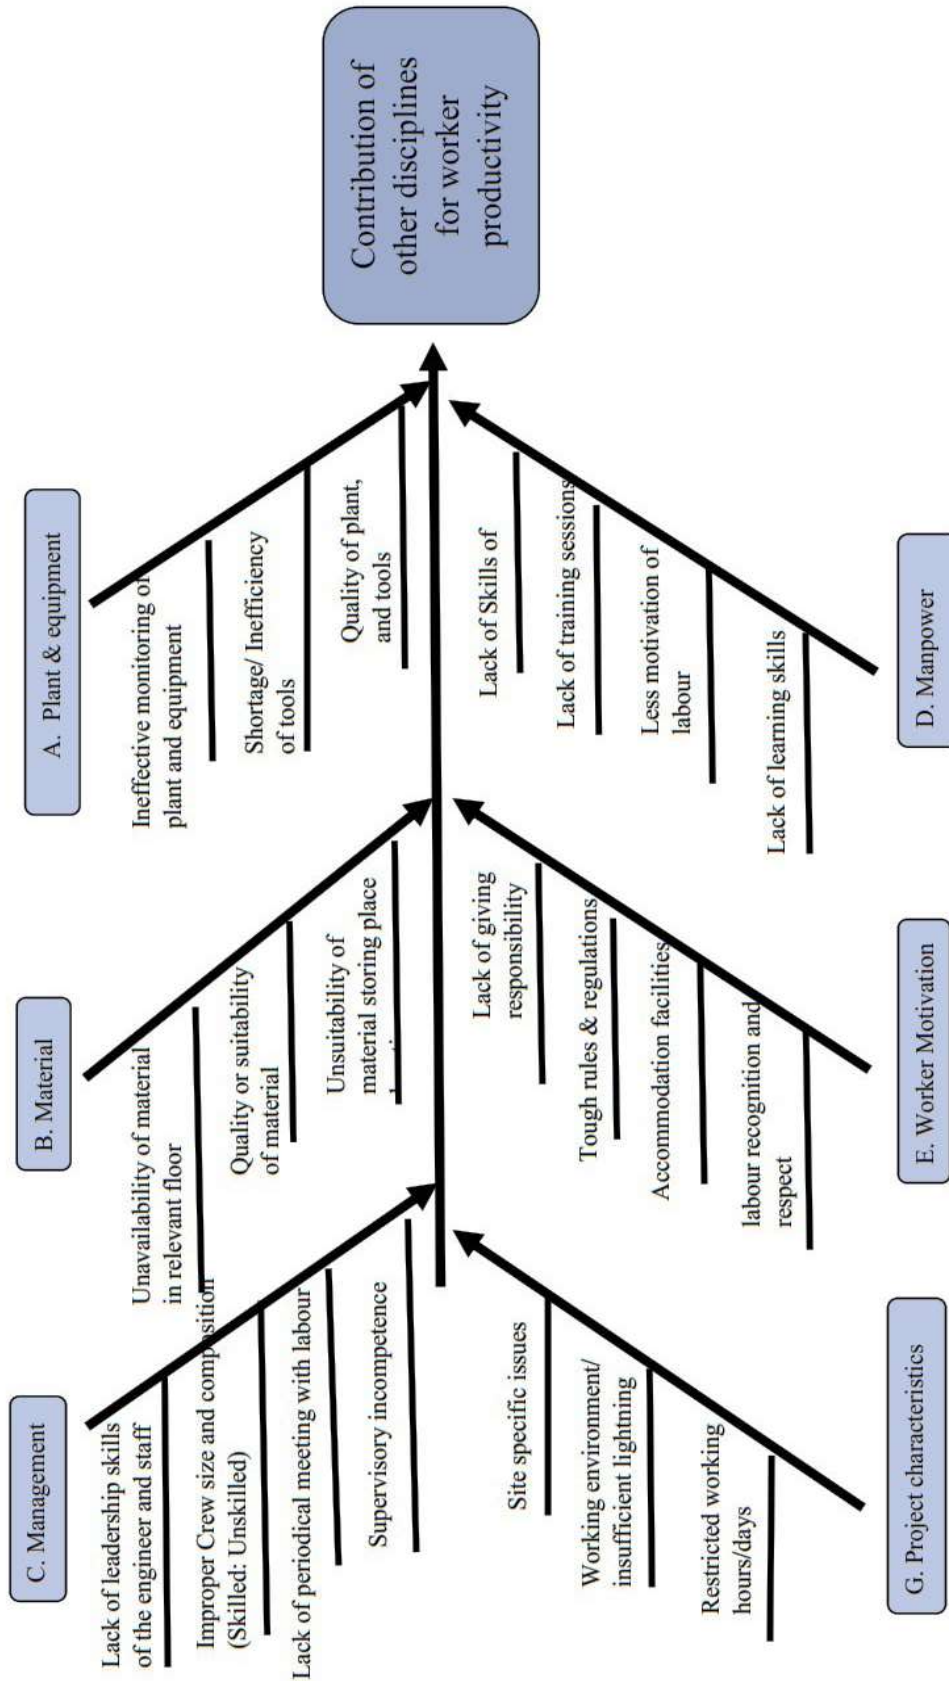 C. Management
B. Material
A. Plant & equipment
Lack of leadership skills
of the engineer and staff
Improper Crew size and composition
(Skilled: Unskilled)
Lack of periodical meeting with labour
Supervisory incompetence
Unavailability of material
in relevant floor
Quality or suitability
of material
Unsuitability of
material storing place
Ineffective monitoring of
plant and equipment
Shortage/ Inefficiency
of tools
Quality of plant,
and tools
Contribution of
other disciplines
for worker
productivity
Site specific issues
Working environment/
insufficient lightning
Restricted working
hours/days
Lack of giving
responsibility
Tough rules & regulations
Accommodation facilities
labour recognition and
respect
Lack of Skills of
Lack of training sessions
Less motivation of
labour
Lack of learning skills
G. Project characteristics
E. Worker Motivation
D. Manpower